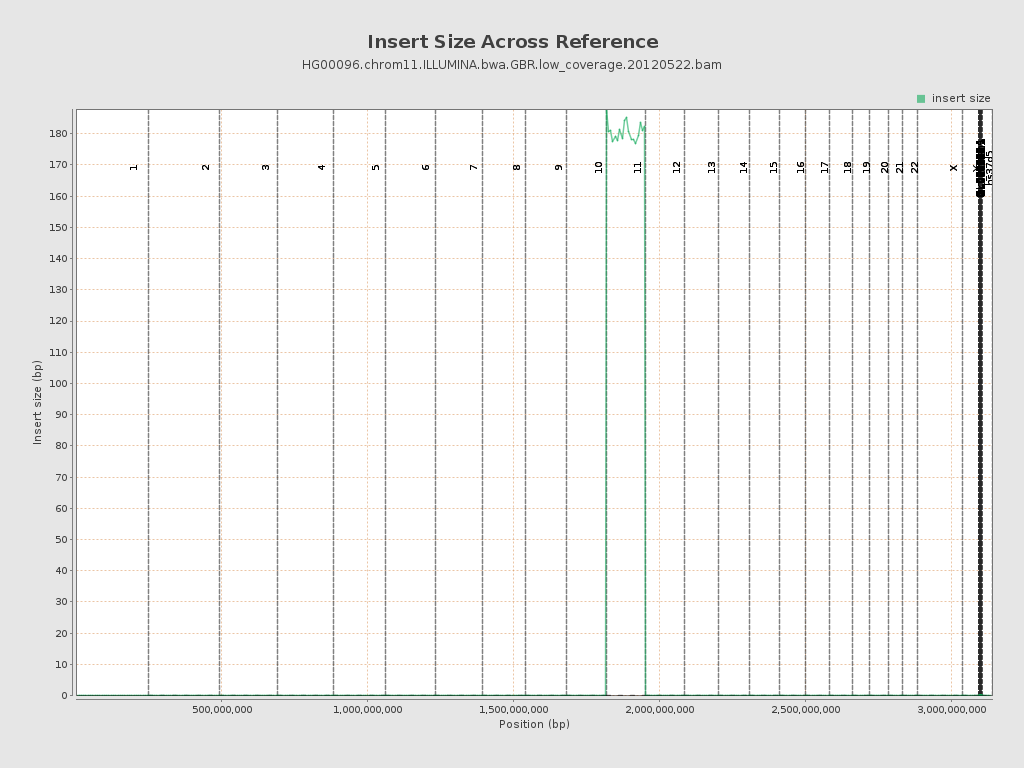 Insert Size Across Reference
HG00096.chrom11.ILLUMINA.bwa.GBR.low_coverage.20120522.bam
insert size
180
170
160
150
140
130
120
110
100
90
80
70
60
50
40
30
20
10
0
Insert size (bp)
1 2 3 4 5 6 7 8 9 10 11 12 13 14 15 16 17 18 19 20 21 22 X
hs37d5
500,000,000 1,000,000,000 1,500,000,000 2,000,000,000 2,500,000,000 3,000,000,000
Position (bp)